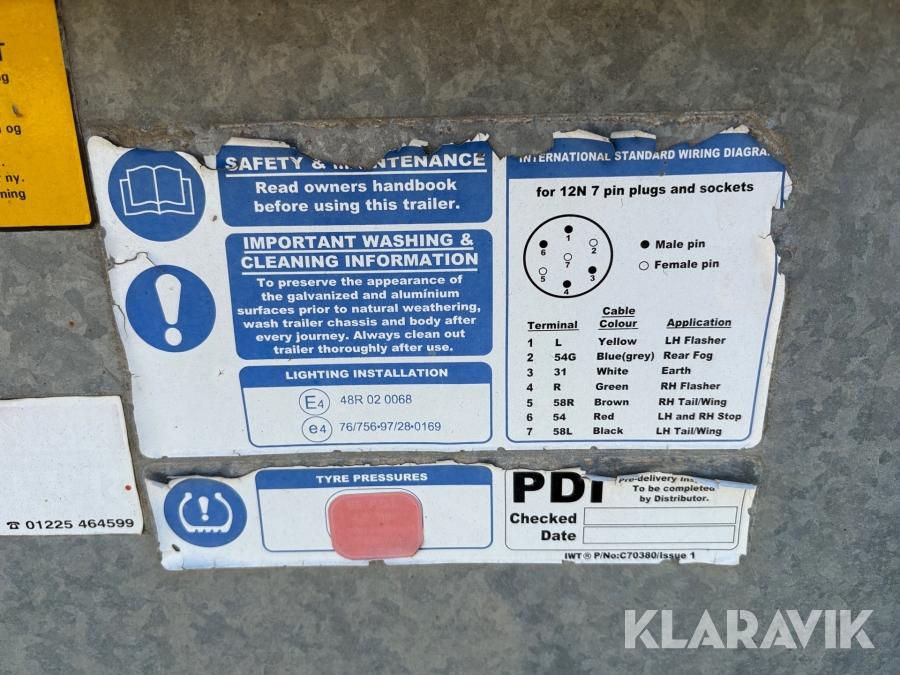 og
n og
r ny.
ning
SAFETY & MAINTENANCE
Read owners handbook
before using this trailer.
IMPORTANT WASHING &
CLEANING INFORMATION
To preserve the appearance of
the galvanized and aluminium
surfaces prior to natural weathering,
wash trailer chassis and body after
every journey. Always clean out
trailer thoroughly after use.
LIGHTING INSTALLATION
E4 48R 02 0068
e4 76/756•97/28•0169
INTERNATIONAL STANDARD WIRING DIAGRA
for 12N 7 pin plugs and sockets
1
6
2
7
5
3
4
Male pin
Female pin
Terminal Cable Colour Application
1 L Yellow LH Flasher
2 54G Blue(grey) Rear Fog
3 31 White Earth
4 R Green RH Flasher
5 58R Brown RH Tail/Wing
6 54 Red LH and RH Stop
7 58L Black LH Tail/Wing
TYRE PRESSURES
PDI
Pre-delivery
To be completed
by Distributor.
Checked
Date
IWT® P/No:C70380/Issue 1
☎ 01225 464599
KLARAVIK